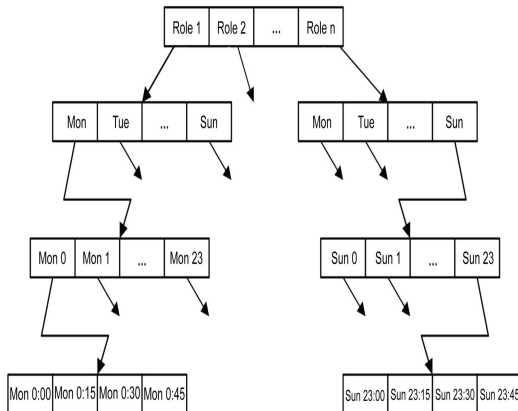 Role 1 Role 2 ... Role n
Mon Tue ... Sun
Mon Tue ... Sun
Mon 0 Mon 1 ... Mon 23
Sun 0 Sun 1 ... Sun 23
Mon 0:00 Mon 0:15 Mon 0:30 Mon 0:45
Sun 23:00 Sun 23:15 Sun 23:30 Sun 23:45